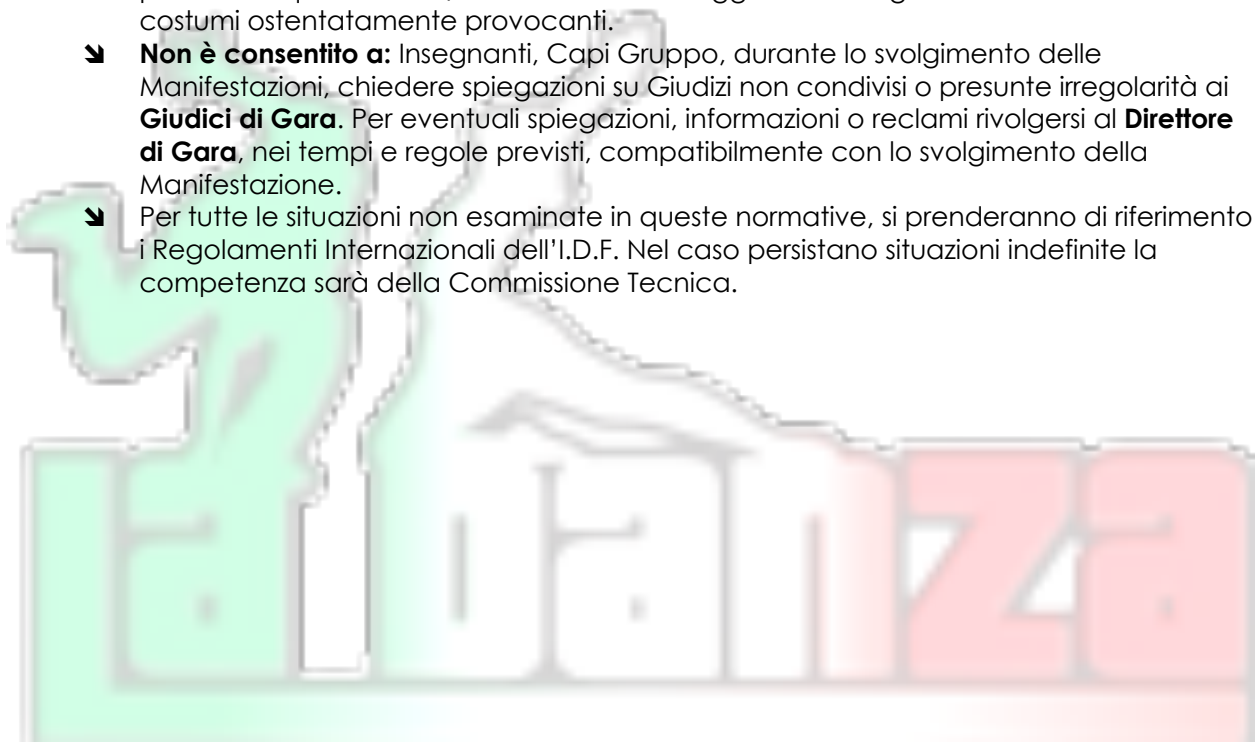 costumi ostentatamente provocanti.
Non è consentito a: Insegnanti, Capi Gruppo, durante lo svolgimento delle
Manifestazioni, chiedere spiegazioni su Giudizi non condivisi o presunte irregolarità ai
Giudici di Gara. Per eventuali spiegazioni, informazioni o reclami rivolgersi al Direttore
di Gara, nei tempi e regole previsti, compatibilmente con lo svolgimento della
Manifestazione.
Per tutte le situazioni non esaminate in queste normative, si prenderanno di riferimento
i Regolamenti Internazionali dell’I.D.F. Nel caso persistano situazioni indefinite la
competenza sarà della Commissione Tecnica.
La Danza